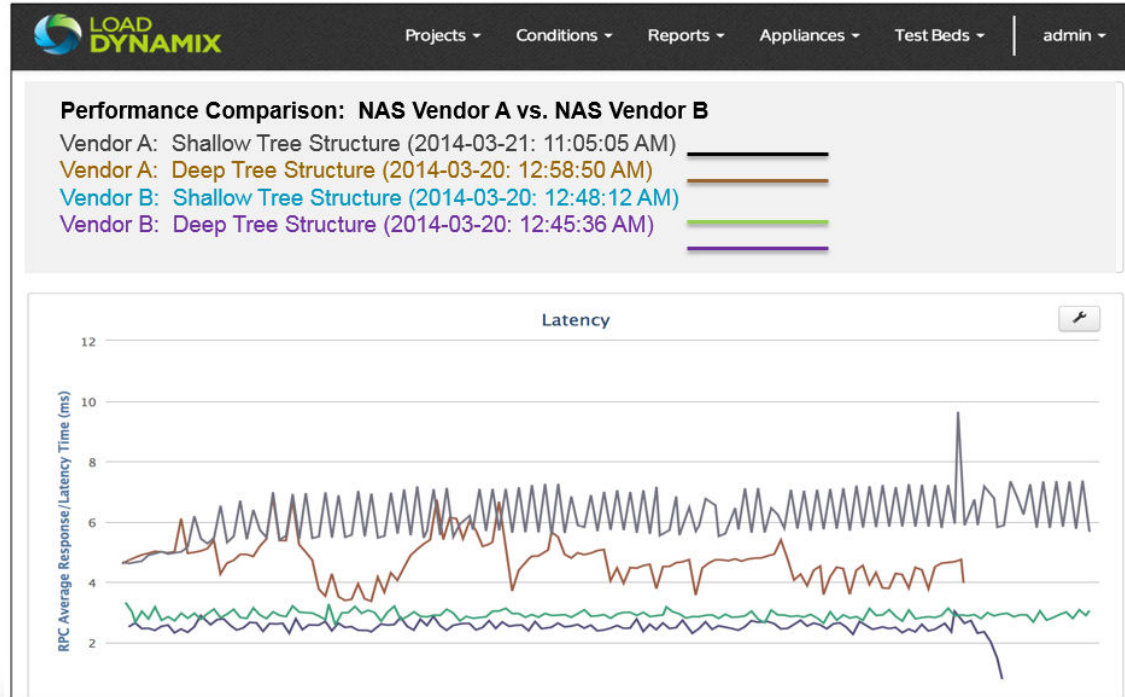 LOAD
DYNAMIX
Projects Conditions Reports Appliances Test Beds admin
Performance Comparison: NAS Vendor A vs. NAS Vendor B
Vendor A: Shallow Tree Structure (2014-03-21: 11:05:05 AM)
Vendor A: Deep Tree Structure (2014-03-20: 12:58:50 AM)
Vendor B: Shallow Tree Structure (2014-03-20: 12:48:12 AM)
Vendor B: Deep Tree Structure (2014-03-20: 12:45:36 AM)
Latency
RPC Average Response/Latency Time (ms)
12
10
8
6
4
2